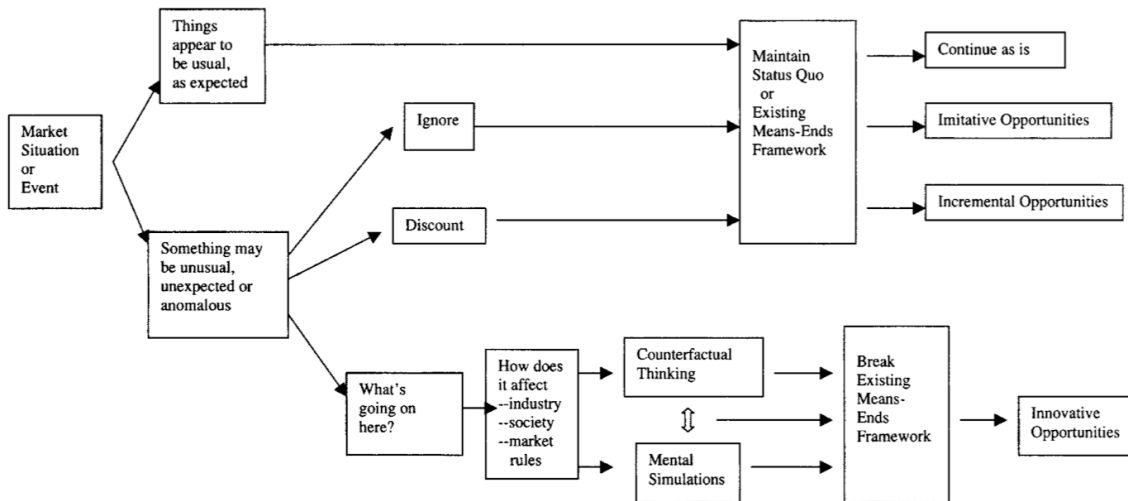 Things
appear to
be usual,
as expected
Market
Situation
or
Event
Something may
be unusual,
unexpected or
anomalous
Ignore
Discount
Maintain
Status Quo
or
Existing
Means-Ends
Framework
Continue as is
Imitative Opportunities
Incremental Opportunities
What's
going on
here?
How does
it affect
--industry
--society
--market
rules
Counterfactual
Thinking
Mental
Simulations
Break
Existing
Means-
Ends
Framework
Innovative
Opportunities